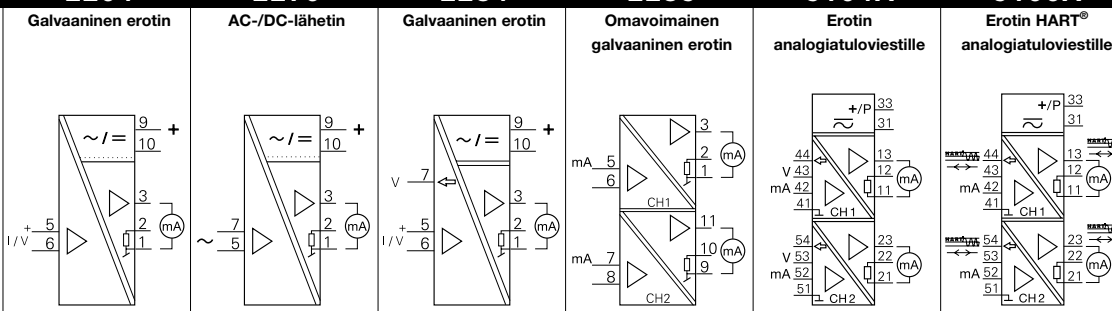 Galvaaninen erotin
AC-/DC-lähetin
Galvaaninen erotin
Omavoimainen
galvaaninen erotin
Erotin
analogiatuloviestille
Erotin HART®
analogiatuloviestille
~/=
9
+
10
3
2
1
mA
+
5
I/V
6
~/=
9
+
10
3
2
1
mA
7
~
5
~/=
9
+
10
V
7
3
2
1
mA
+
5
I/V
6
3
2
1
mA
mA
5
6
CH1
11
10
9
mA
mA
7
8
CH2
+/P
33
31
44
V 43
mA 42
41
13
12
11
mA
CH1
54
V 53
mA 52
51
23
22
21
mA
CH2
+/P
33
31
HART
44
43
mA 42
41
13
12
11
mA
CH1
54
53
mA 52
51
23
22
21
mA
CH2